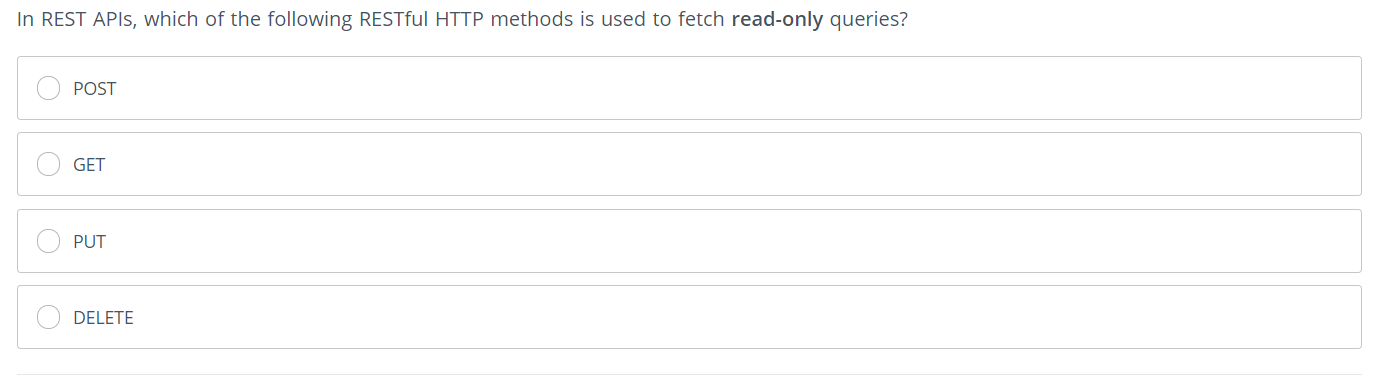 In REST APIs, which of the following RESTful HTTP methods is used to fetch read-only queries?
POST
GET
PUT
DELETE